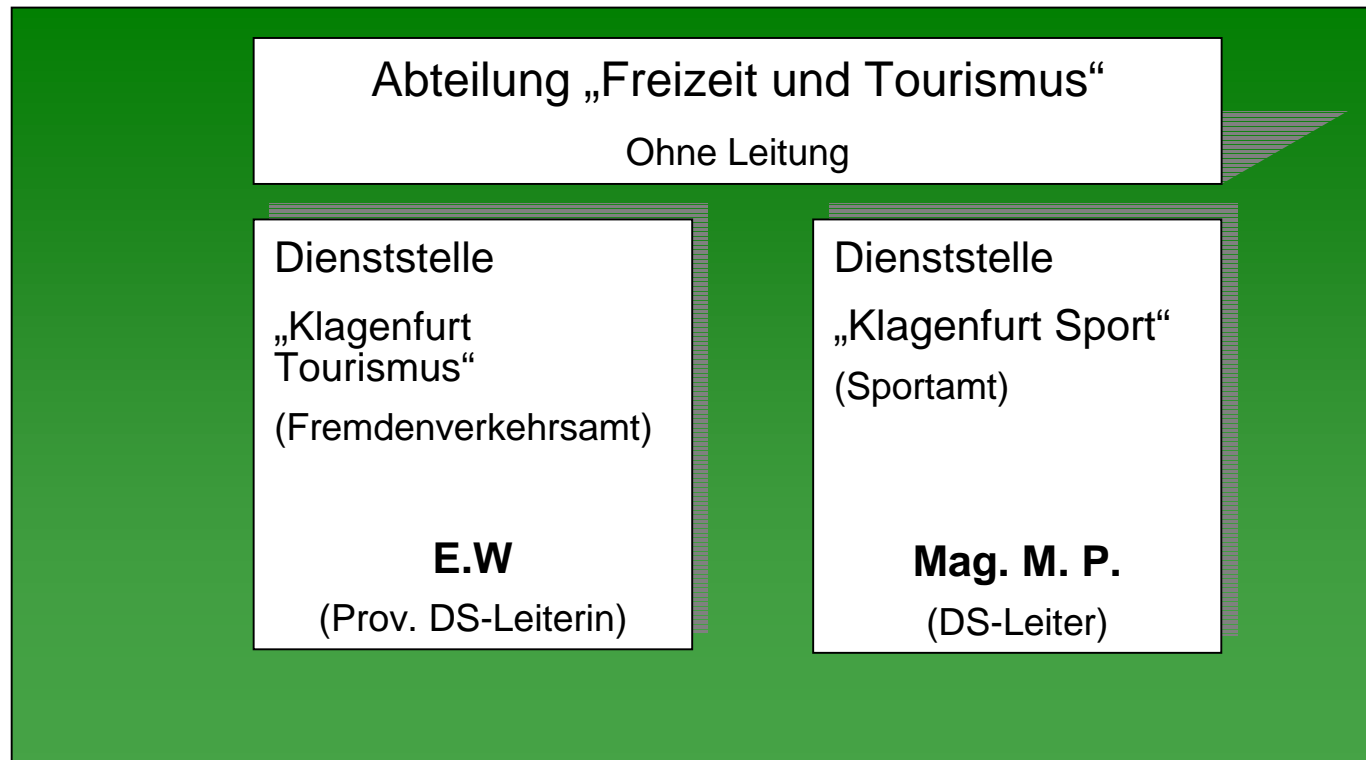 Abteilung „Freizeit und Tourismus“
Ohne Leitung
Dienststelle
„Klagenfurt
Tourismus“
(Fremdenverkehrsamt)
E.W
(Prov. DS-Leiterin)
Dienststelle
„Klagenfurt Sport“
(Sportamt)
Mag. M. P.
(DS-Leiter)